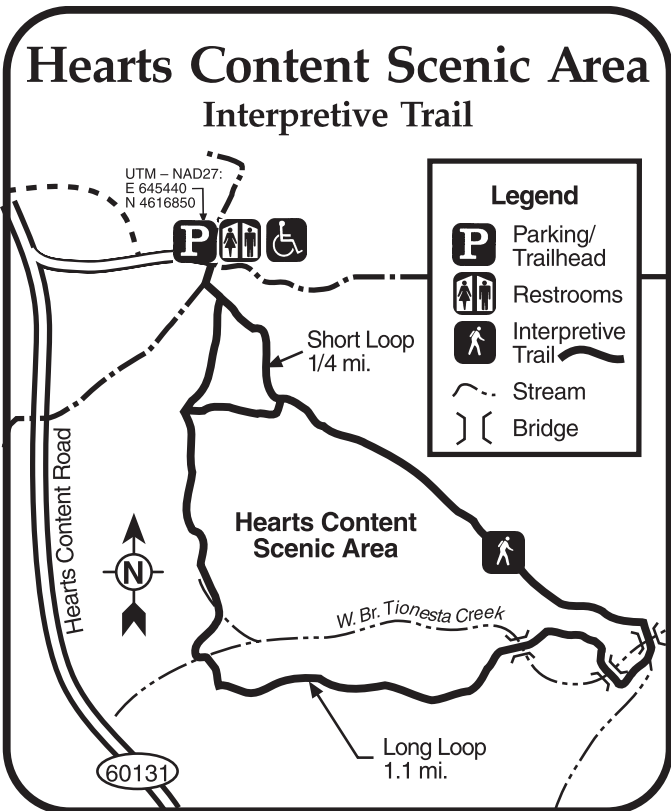 Hearts Content Scenic Area
Interpretive Trail
UTM – NAD27:
E 645440
N 4616850
P
Legend
P
Parking/
Trailhead
Restrooms
Interpretive
Trail
Stream
Bridge
Short Loop
1/4 mi.
Hearts Content Road
Hearts Content
Scenic Area
N
W. Br. Tionesta Creek
Long Loop
1.1 mi.
60131